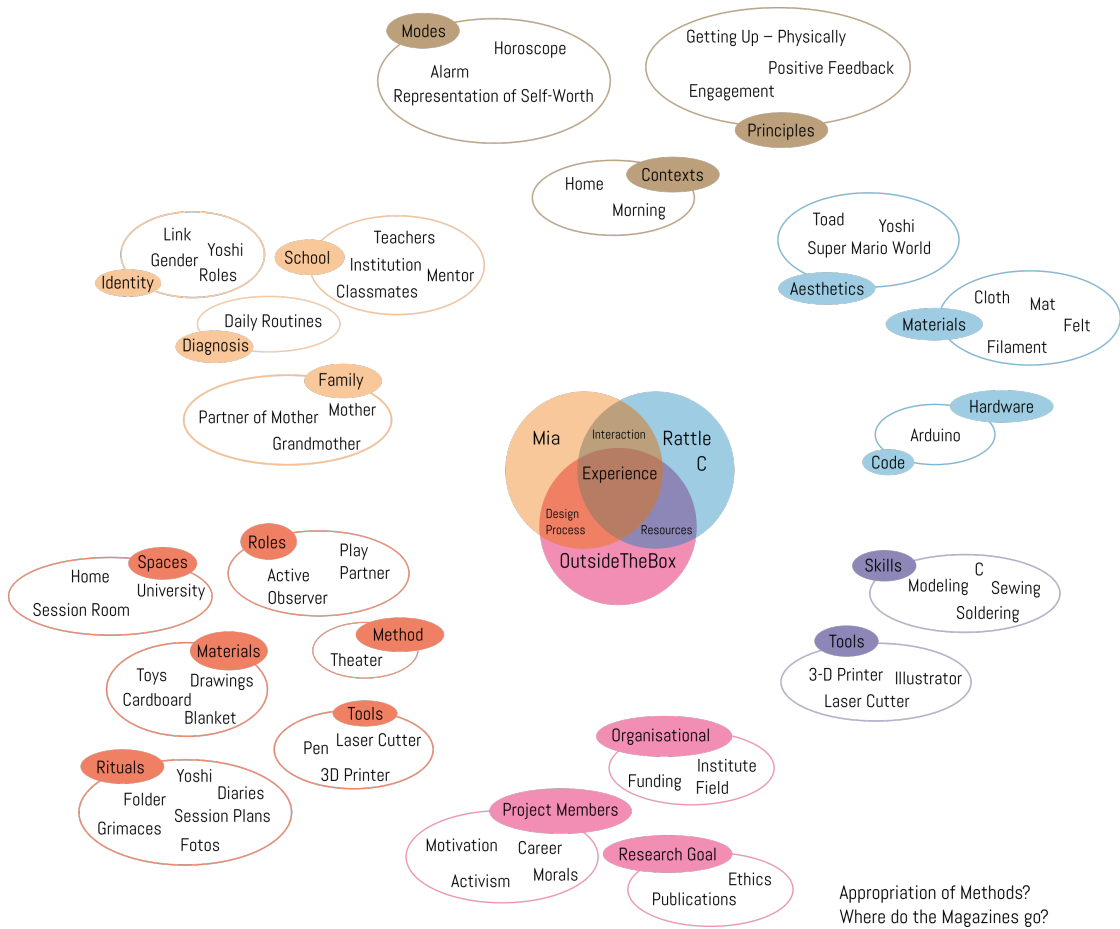 Modes
Horoscope
Alarm
Representation of Self-Worth
Getting Up – Physically
Positive Feedback
Engagement
Principles
Contexts
Home
Morning
Link
Yoshi
Gender
Roles
Identity
School
Teachers
Institution
Mentor
Classmates
Daily Routines
Diagnosis
Family
Mother
Partner of Mother
Grandmother
Toad
Yoshi
Super Mario World
Aesthetics
Materials
Cloth
Mat
Felt
Filament
Hardware
Arduino
Code
Mia
Interaction
Rattle
C
Experience
Design
Process
Resources
OutsideTheBox
Spaces
Home
University
Session Room
Roles
Play
Partner
Active
Observer
Method
Theater
Materials
Toys
Drawings
Cardboard
Blanket
Tools
Pen
Laser Cutter
3D Printer
Rituals
Yoshi
Folder
Diaries
Session Plans
Grimaces
Fotos
Skills
C
Modeling
Sewing
Soldering
Tools
3-D Printer
Illustrator
Laser Cutter
Organisational
Institute
Funding
Field
Project Members
Motivation
Career
Activism
Morals
Research Goal
Ethics
Publications
Appropriation of Methods?
Where do the Magazines go?